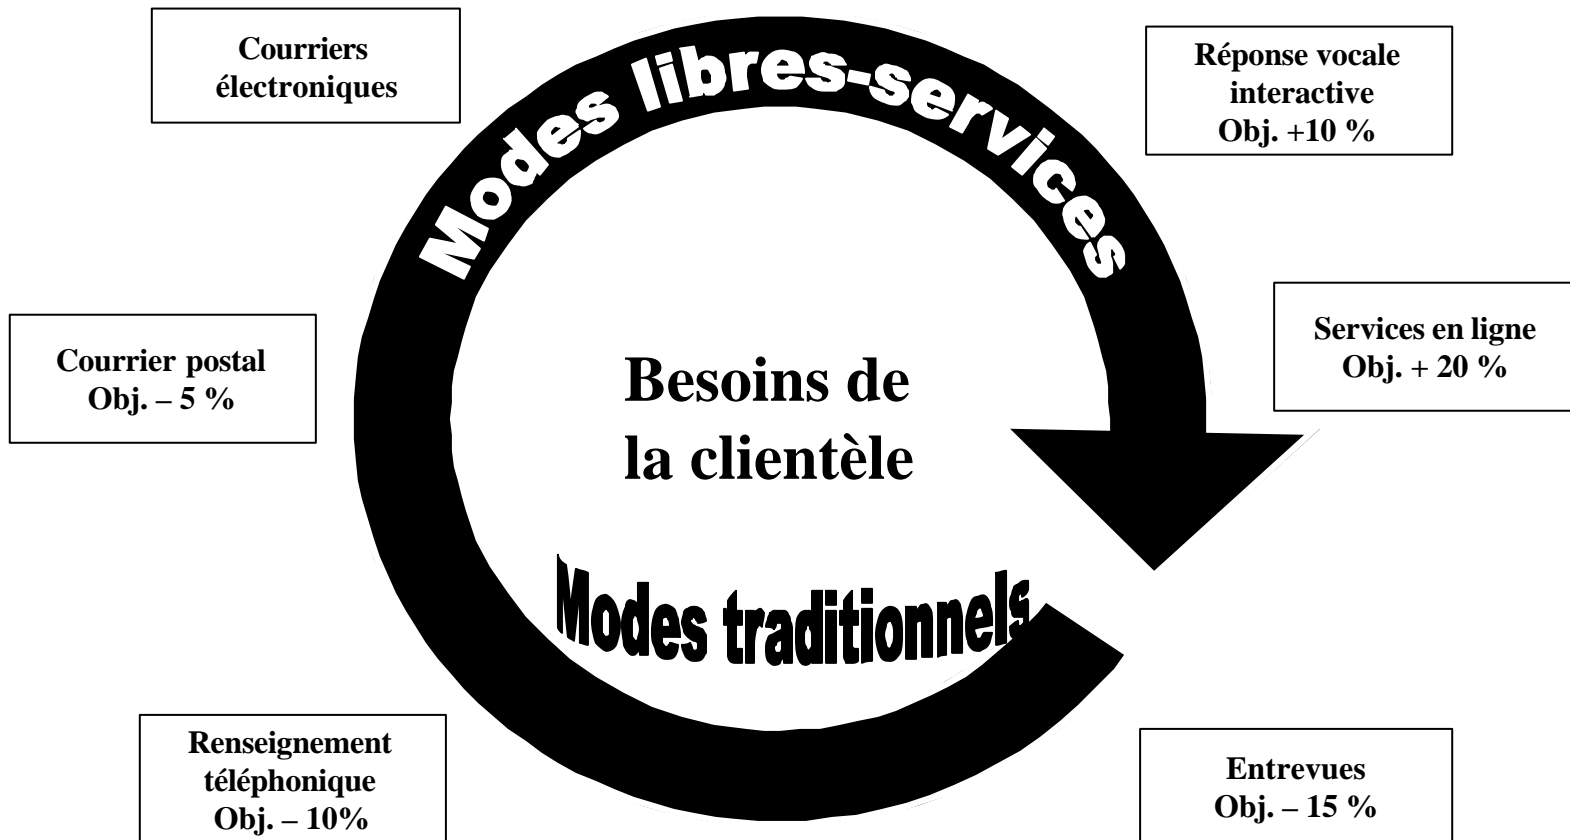 Courriers
électroniques
Modes libres-services
Réponse vocale
interactive
Obj. +10 %
Courrier postal
Obj. – 5 %
Besoins de
la clientèle
Services en ligne
Obj. + 20 %
Modes traditionnels
Renseignement
téléphonique
Obj. – 10%
Entrevues
Obj. – 15 %